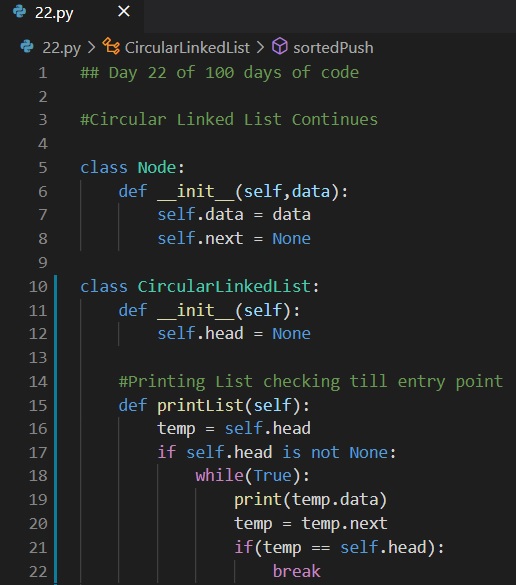 22.py ×
22.py > CircularLinkedList > sortedPush
1 ## Day 22 of 100 days of code
2
3 #Circular Linked List Continues
4
5 class Node:
6     def __init__(self,data):
7         self.data = data
8         self.next = None
9
10 class CircularLinkedList:
11     def __init__(self):
12         self.head = None
13
14     #Printing List checking till entry point
15     def printList(self):
16         temp = self.head
17         if self.head is not None:
18             while(True):
19                 print(temp.data)
20                 temp = temp.next
21                 if(temp == self.head):
22                     break